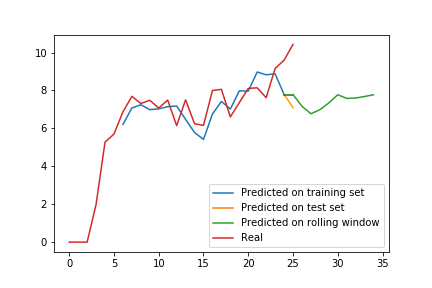 10
8
6
4
2
0
0 5 10 15 20 25 30 35
Predicted on training set
Predicted on test set
Predicted on rolling window
Real